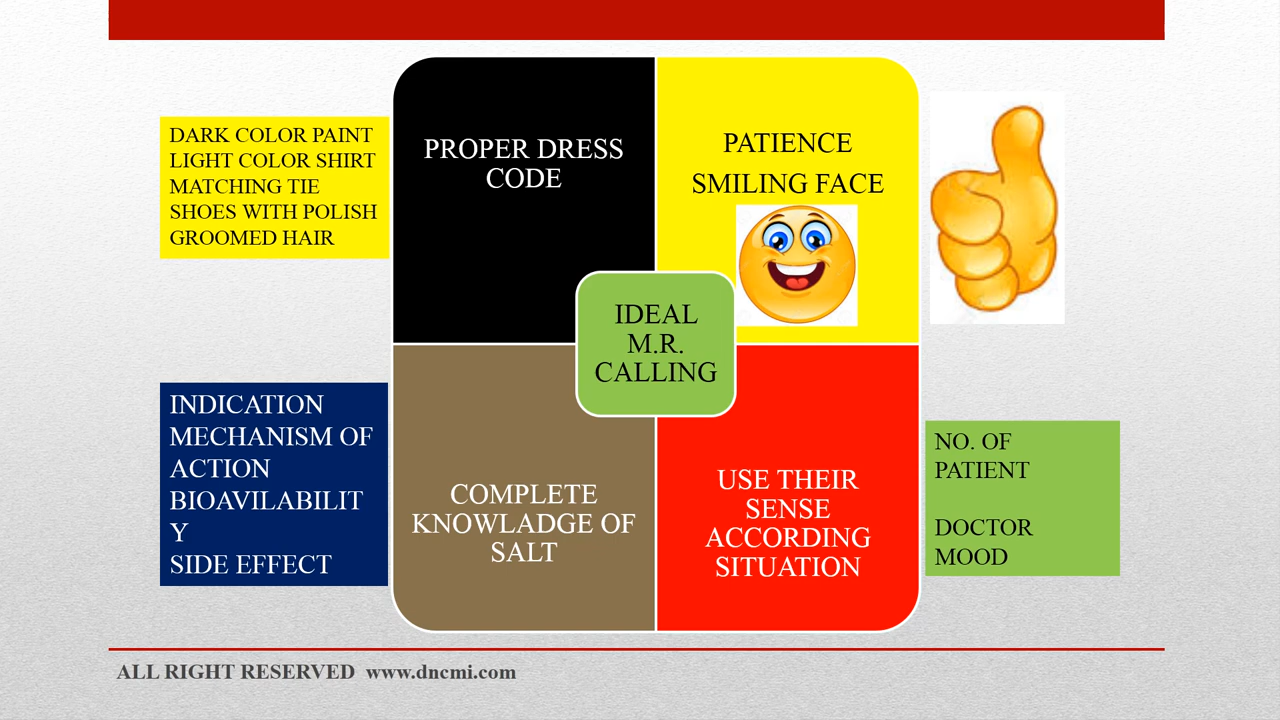 DARK COLOR PAINT
LIGHT COLOR SHIRT
MATCHING TIE
SHOES WITH POLISH
GROOMED HAIR
PROPER DRESS
CODE
PATIENCE
SMILING FACE
IDEAL
M.R.
CALLING
INDICATION
MECHANISM OF
ACTION
BIOAVILABILIT
Y
SIDE EFFECT
COMPLETE
KNOWLADGE OF
SALT
USE THEIR
SENSE
ACCORDING
SITUATION
NO. OF
PATIENT
DOCTOR
MOOD
ALL RIGHT RESERVED www.dncmi.com